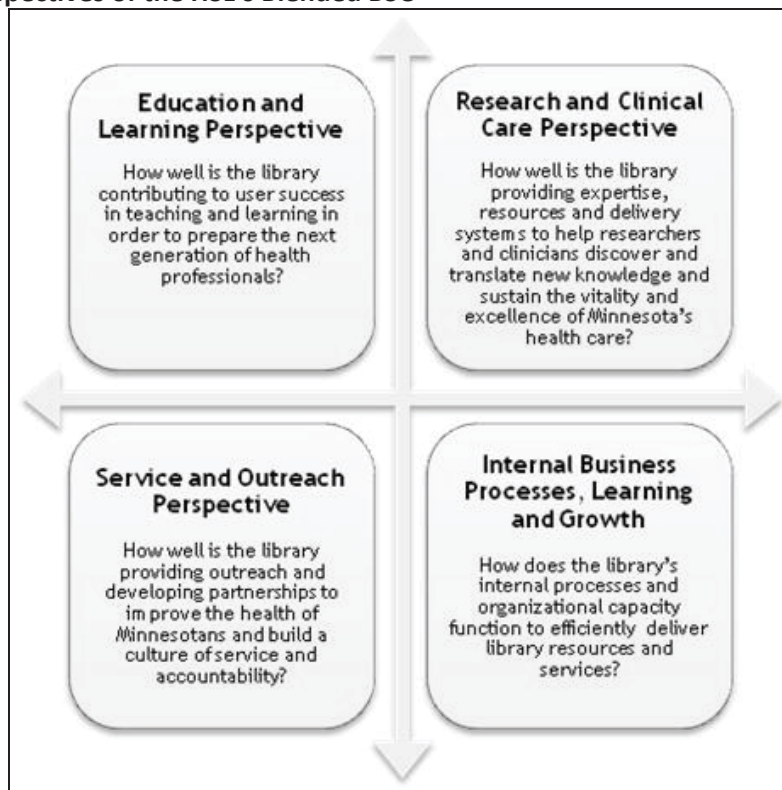 Education and
Learning Perspective
How well is the library
contributing to user success
in teaching and learning in
order to prepare the next
generation of health
professionals?
Research and Clinical
Care Perspective
How well is the library
providing expertise,
resources and delivery
systems to help researchers
and clinicians discover and
translate new knowledge and
sustain the vitality and
excellence of Minnesota's
health care?
Service and Outreach
Perspective
How well is the library
providing outreach and
developing partnerships to
improve the health of
Minnesotans and build a
culture of service and
accountability?
Internal Business
Processes, Learning
and Growth
How does the library's
internal processes and
organizational capacity
function to efficiently deliver
library resources and
services?